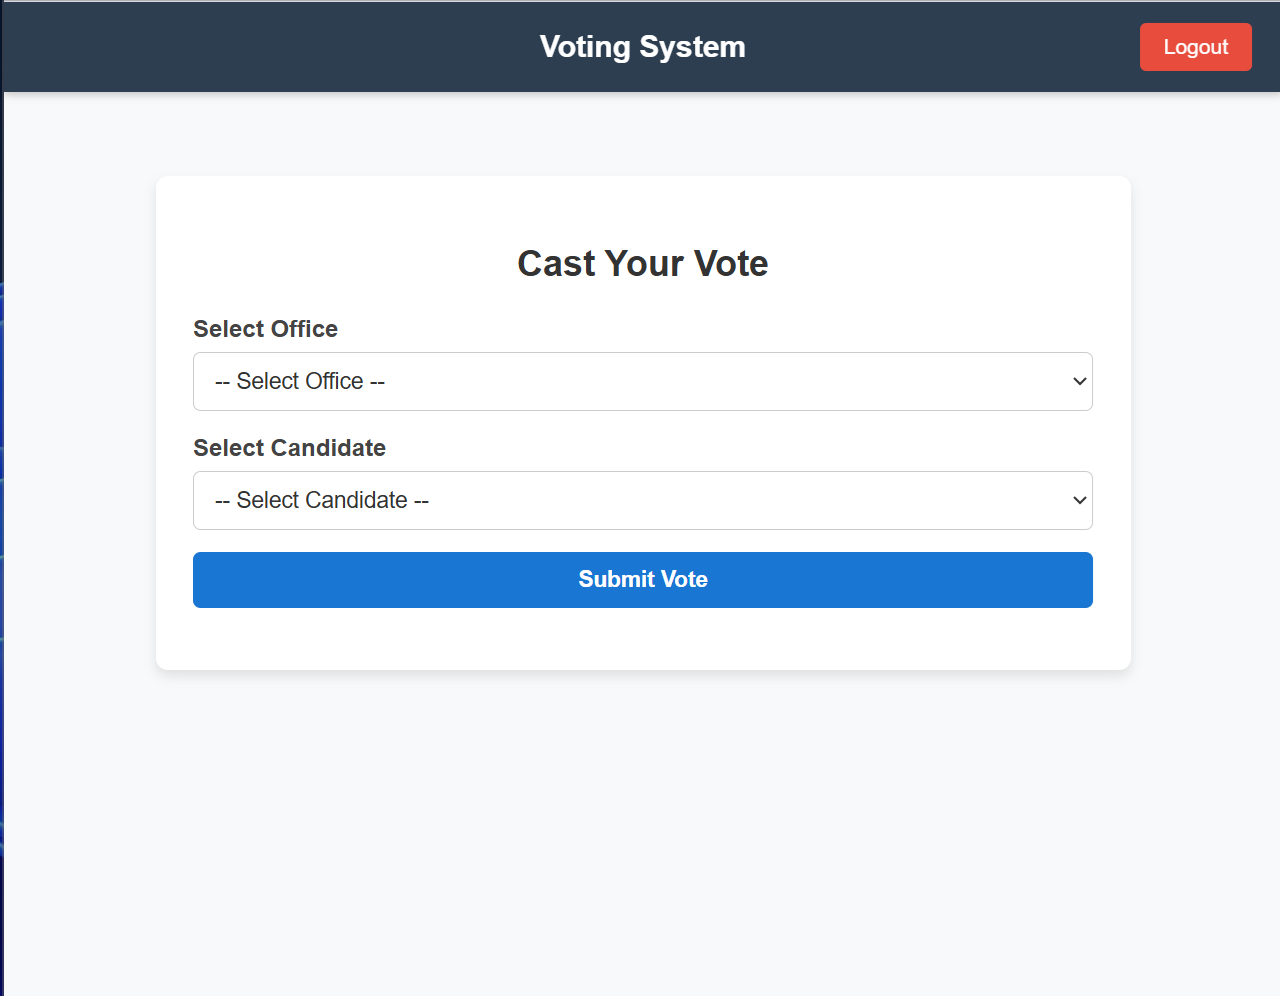 Voting System
Logout
Cast Your Vote
Select Office
-- Select Office --
Select Candidate
-- Select Candidate --
Submit Vote